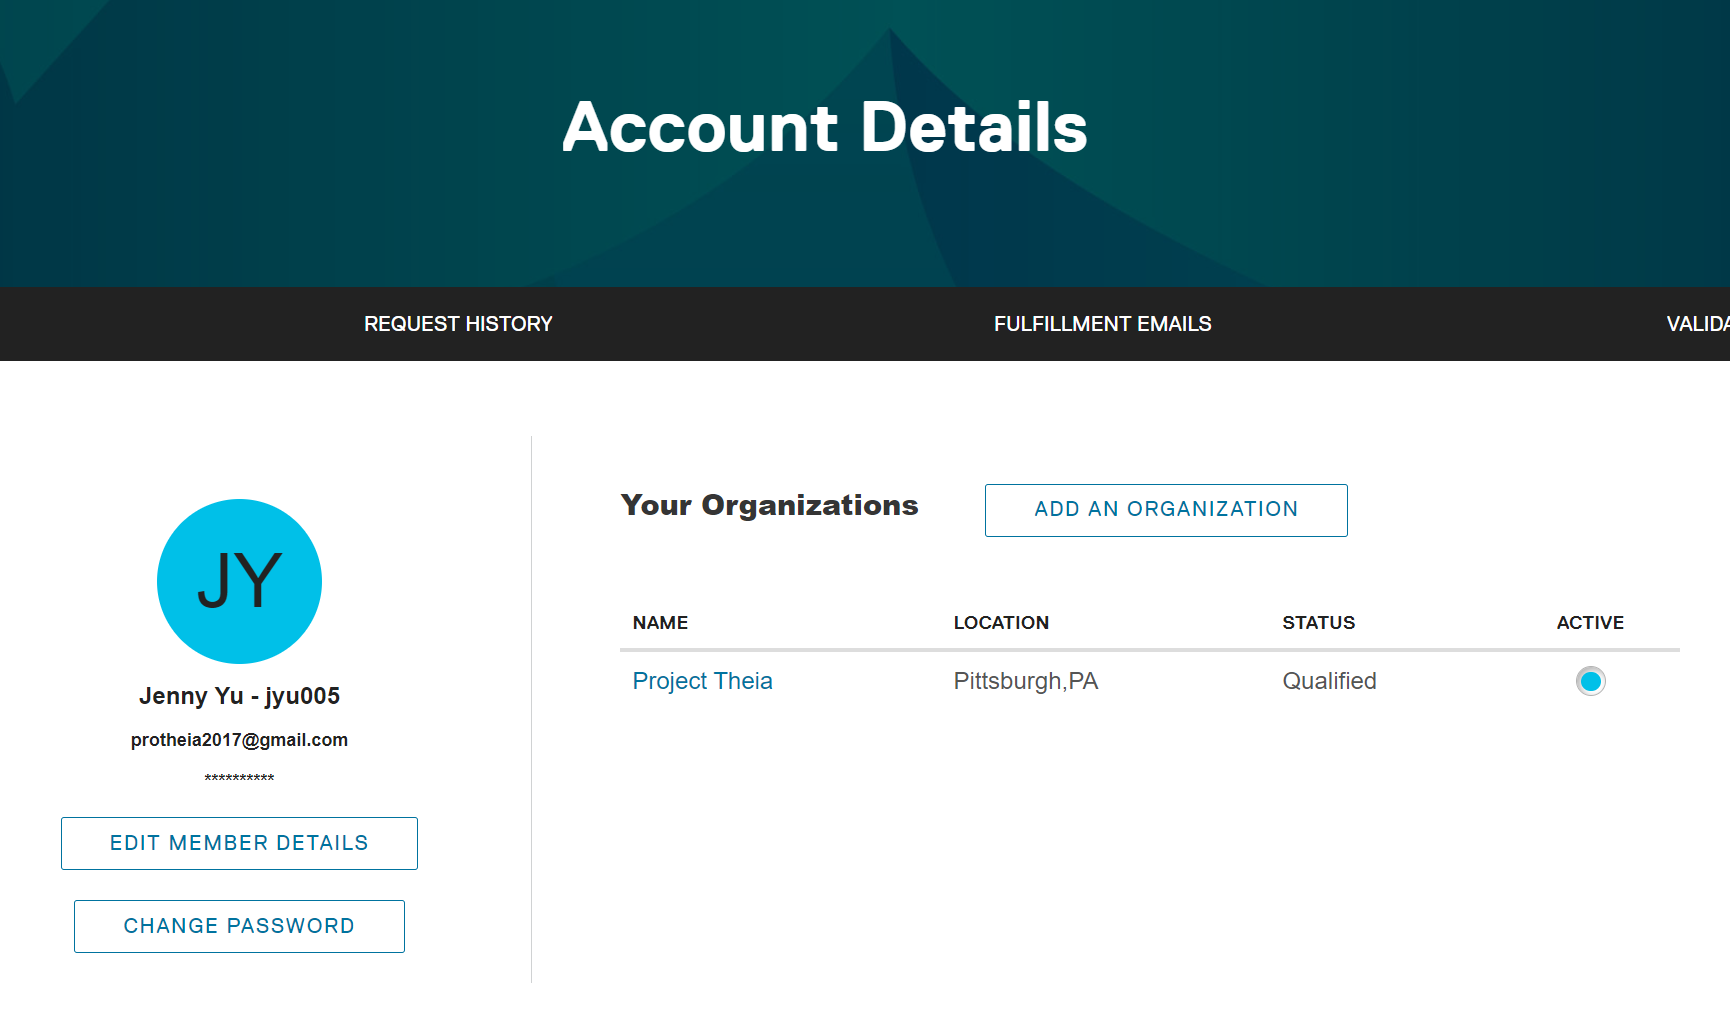 Account Details
REQUEST HISTORY
FULFILLMENT EMAILS
VALIDA
JY
Jenny Yu - jyu005
protheia2017@gmail.com
**********
EDIT MEMBER DETAILS
CHANGE PASSWORD
Your Organizations
ADD AN ORGANIZATION
NAME LOCATION STATUS ACTIVE
Project Theia Pittsburgh,PA Qualified